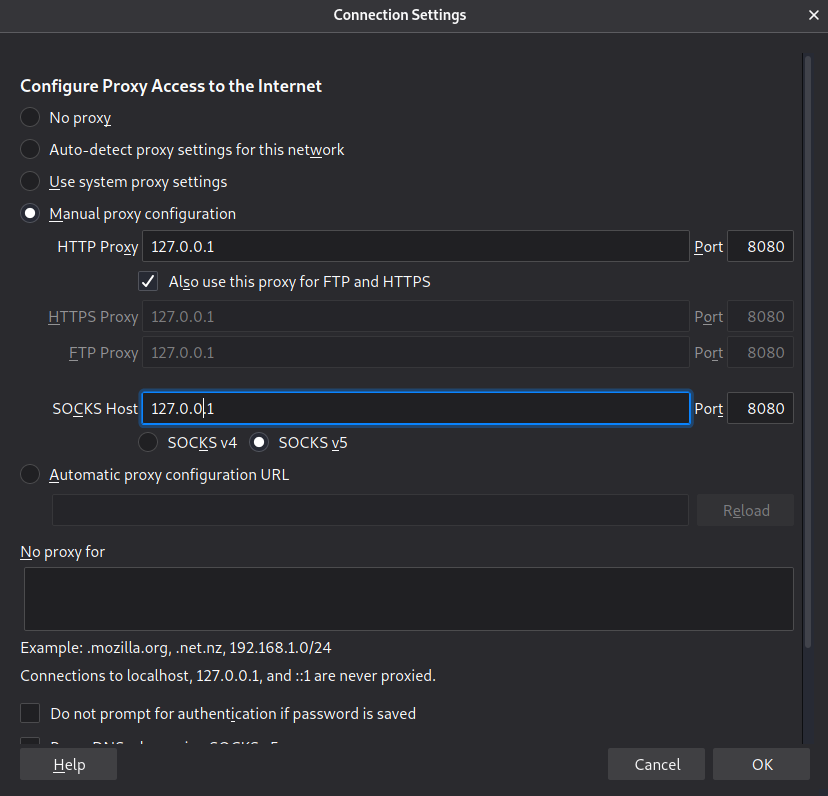 Connection Settings
Configure Proxy Access to the Internet
No proxy
Auto-detect proxy settings for this network
Use system proxy settings
Manual proxy configuration
HTTP Proxy 127.0.0.1 Port 8080
Also use this proxy for FTP and HTTPS
HTTPS Proxy 127.0.0.1 Port 8080
FTP Proxy 127.0.0.1 Port 8080
SOCKS Host 127.0.0.1 Port 8080
SOCKS v4 SOCKS v5
Automatic proxy configuration URL
Reload
No proxy for
Example: .mozilla.org, .net.nz, 192.168.1.0/24
Connections to localhost, 127.0.0.1, and ::1 are never proxied.
Do not prompt for authentication if password is saved
Help Cancel OK